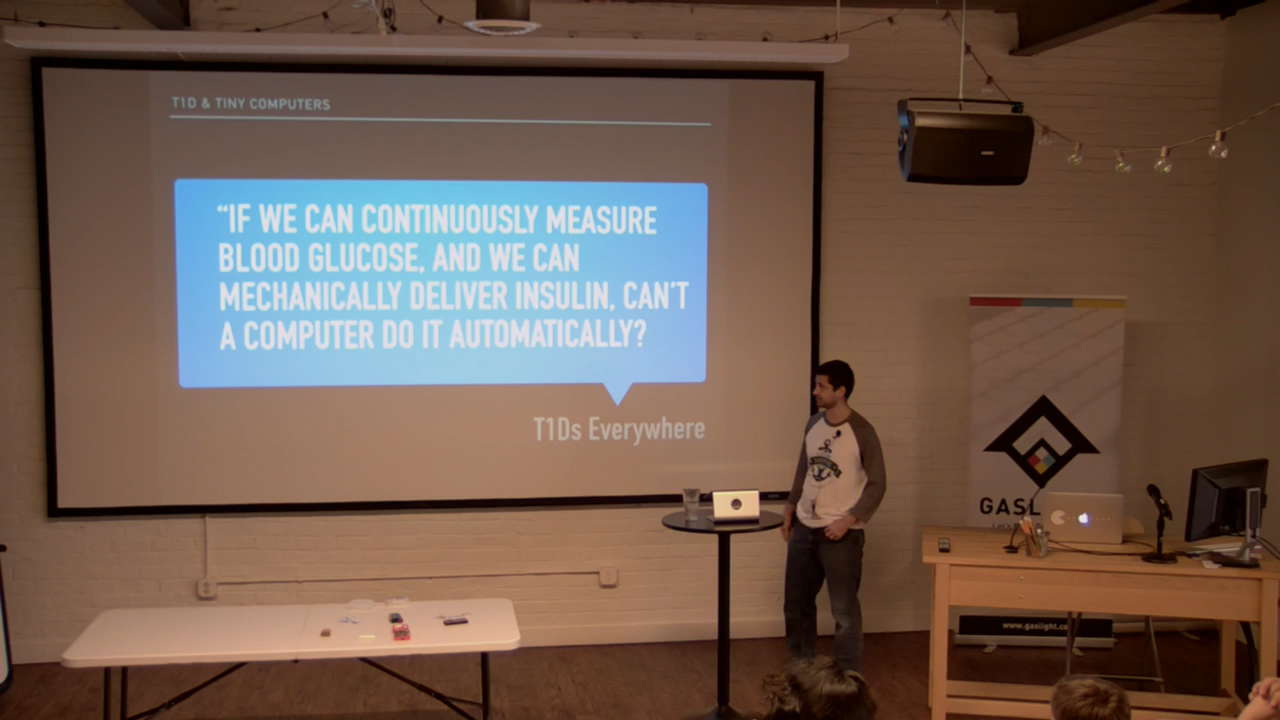 T1D & TINY COMPUTERS
“IF WE CAN CONTINUOUSLY MEASURE
BLOOD GLUCOSE, AND WE CAN
MECHANICALLY DELIVER INSULIN, CAN'T
A COMPUTER DO IT AUTOMATICALLY?
T1Ds Everywhere
GASL
www.gaslight.co